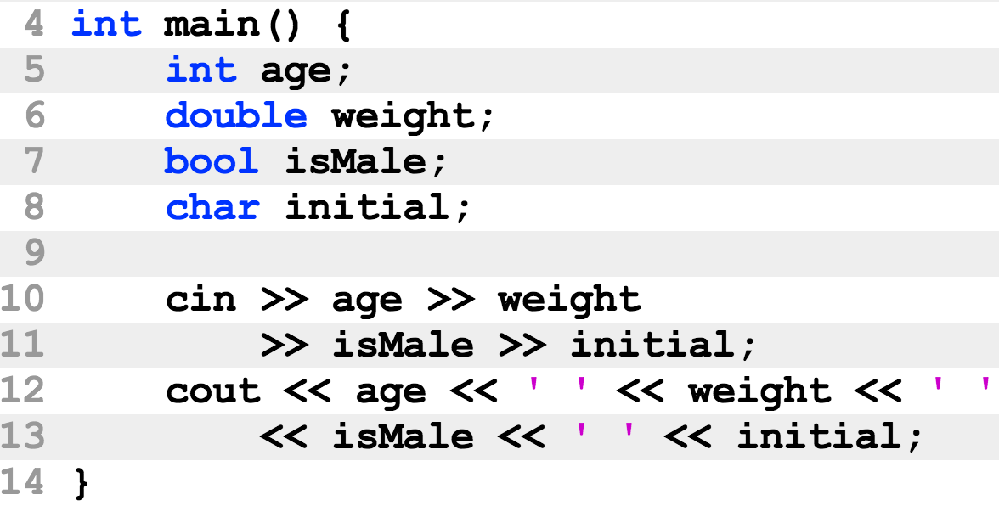 4 int main() {
5 int age;
6 double weight;
7 bool isMale;
8 char initial;
9
10 cin >> age >> weight
11 >> isMale >> initial;
12 cout << age << ' ' << weight << ' '
13 << isMale << ' ' << initial;
14 }